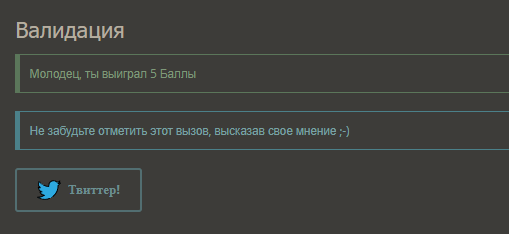 Валидация
Молодец, ты выиграл 5 Баллы
Не забудьте отметить этот вызов, высказав свое мнение ;-)
Твиттер!